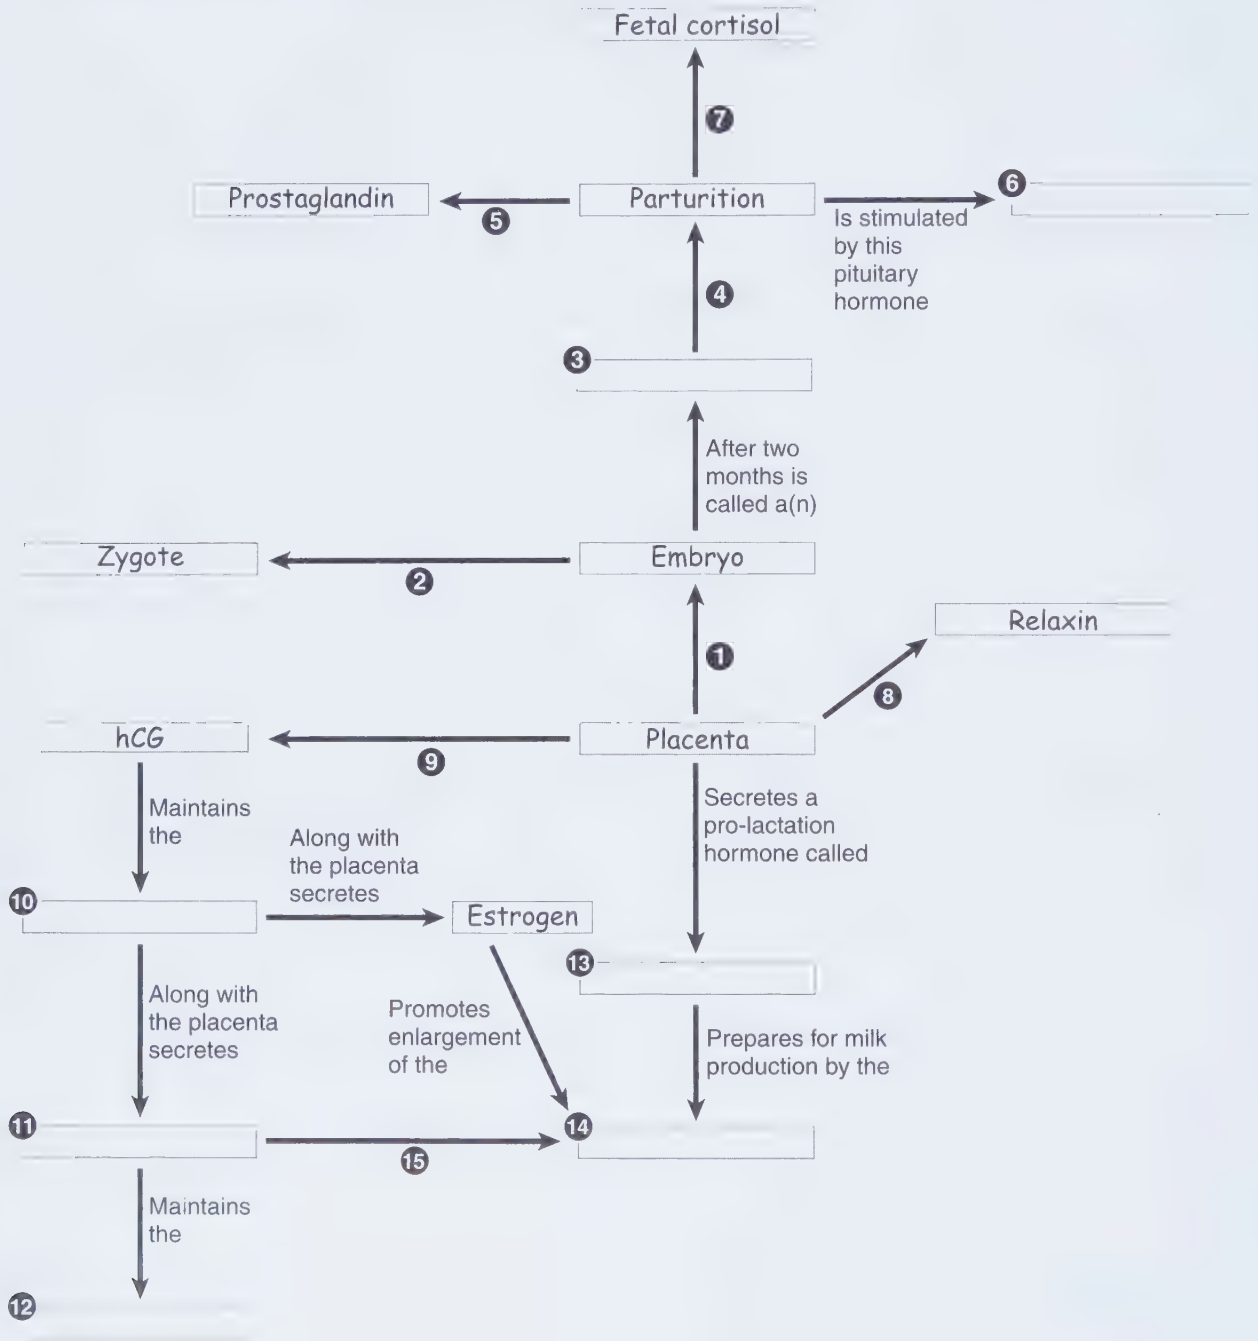 Fetal cortisol
7
Prostaglandin
5
Parturition
6
Is stimulated
by this
pituitary
hormone
4
3
After two
months is
called a(n)
Zygote
2
Embryo
1
Relaxin
8
hCG
9
Placenta
Maintains
the
Along with
the placenta
secretes
Secretes a
pro-lactation
hormone called
10
Estrogen
13
Along with
the placenta
secretes
Promotes
enlargement
of the
Prepares for milk
production by the
11
15
14
Maintains
the
12